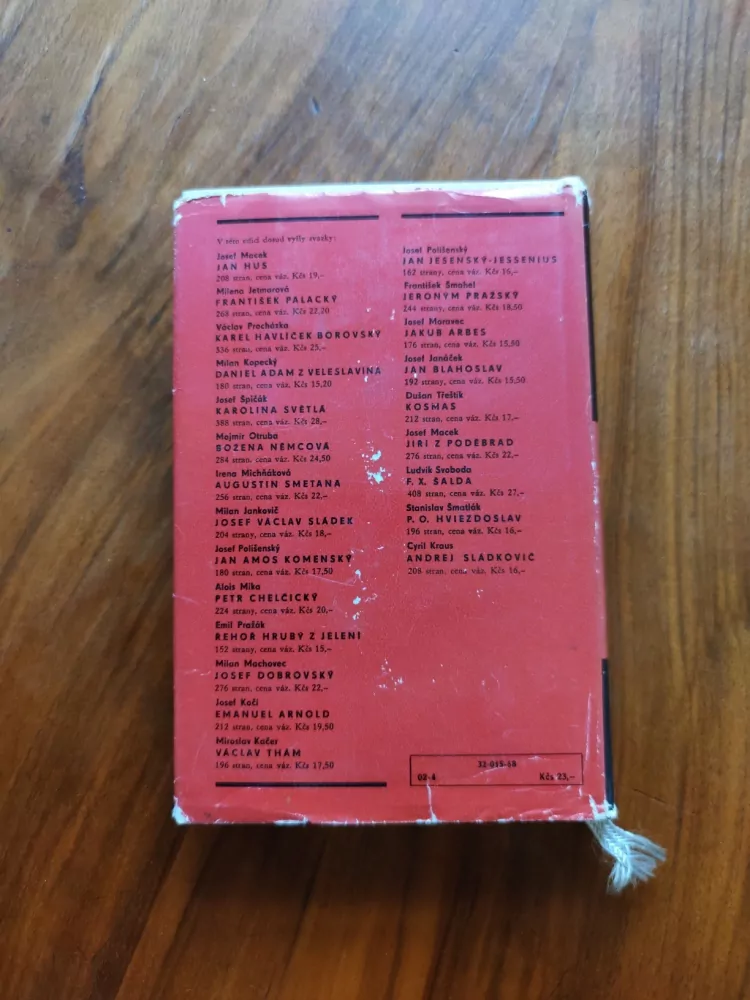 V této edici dosud vyšly svazky:
Josef Macek
JAN HUS
208 stran, cena váz. Kčs 19,–
Milena Jetmarová
FRANTIŠEK PALACKÝ
268 stran, cena váz. Kčs 22,20
Václav Procházka
KAREL HAVLÍČEK BOROVSKÝ
336 stran, cena váz. Kčs 25,–
Milan Kopecký
DANIEL ADAM Z VELESLAVÍNA
180 stran, cena váz. Kčs 15,20
Josef Špičák
KAROLINA SVĚTLÁ
388 stran, cena váz. Kčs 28,–
Mojmír Otruba
BOŽENA NĚMCOVÁ
284 stran, cena váz. Kčs 24,50
Irena Michňáková
AUGUSTIN SMETANA
256 stran, cena váz. Kčs 22,–
Milan Jankovič
JOSEF VÁCLAV SLÁDEK
204 strany, cena váz. Kčs 18,–
Josef Polišenský
JAN AMOS KOMENSKÝ
180 stran, cena váz. Kčs 17,50
Alois Míka
PETR CHELČICKÝ
224 strany, cena váz. Kčs 20,–
Emil Pražák
ŘEHOŘ HRUBÝ Z JELENÍ
152 strany, cena váz. Kčs 15,–
Milan Machovec
JOSEF DOBROVSKÝ
276 stran, cena váz. Kčs 22,–
Josef Kočí
EMANUEL ARNOLD
212 stran, cena váz. Kčs 19,50
Miroslav Kačer
VÁCLAV THÁM
196 stran, cena váz. Kčs 17,50
Josef Polišenský
JAN JESENSKÝ-JESSENIUS
162 strany, cena váz. Kčs 16,–
František Šmahel
JERONÝM PRAŽSKÝ
244 strany, cena váz. Kčs 18,50
Josef Moravec
JAKUB ARBES
176 stran, cena váz. Kčs 15,50
Josef Janáček
JAN BLAHOSLAV
192 strany, cena váz. Kčs 15,50
Dušan Třeštík
KOSMAS
212 stran, cena váz. Kčs 17,–
Josef Macek
JIŘÍ Z PODĚBRAD
276 stran, cena váz. Kčs 22,–
Ludvík Svoboda
F. X. ŠALDA
408 stran, cena váz. Kčs 27,–
Stanislav Šmatlák
P. O. HVIEZDOSLAV
196 stran, cena váz. Kčs 16,–
Cyril Kraus
ANDREJ SLÁDKOVIČ
208 stran, cena váz. Kčs 16,–
32-015-68
02-4 Kčs 23,–